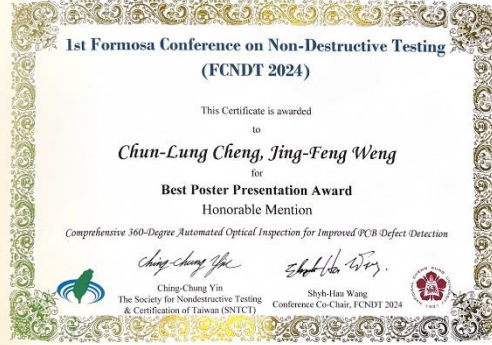 1st Formosa Conference on Non-Destructive Testing
(FCNDT 2024)
This Certificate is awarded
to
Chun-Lung Cheng, Jing-Feng Weng
for
Best Poster Presentation Award
Honorable Mention
Comprehensive 360-Degree Automated Optical Inspection for Improved PCB Defect Detection
Ching-Chung Yin
The Society for Nondestructive Testing
& Certification of Taiwan (SNTCT)
Shyh-Hau Wang
Conference Co-Chair, FCNDT 2024